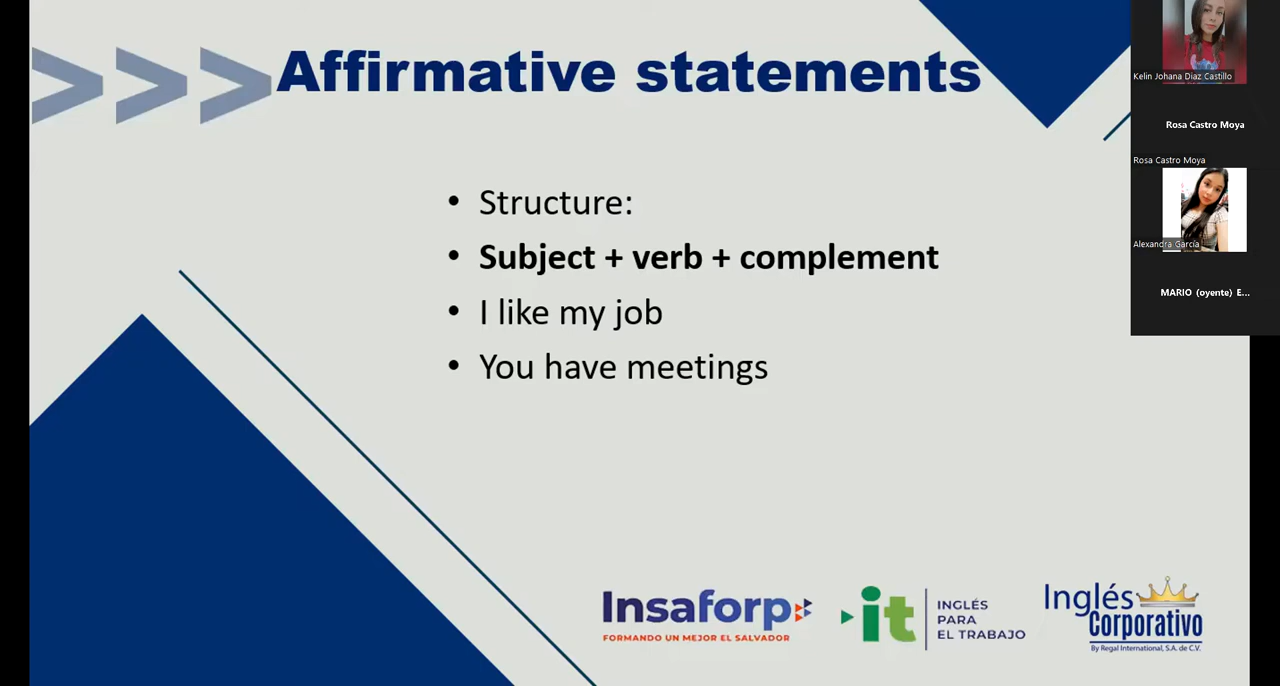 Affirmative statements
• Structure:
• Subject + verb + complement
• I like my job
• You have meetings
Insaforp
FORMANDO UN MEJOR EL SALVADOR
it
INGLÉS
PARA
EL TRABAJO
Inglés
Corporativo
By Regal International, S.A. de C.V.
Kelin Johana Diaz Castillo
Rosa Castro Moya
Rosa Castro Moya
Alexandra García
MARIO (oyente) E...